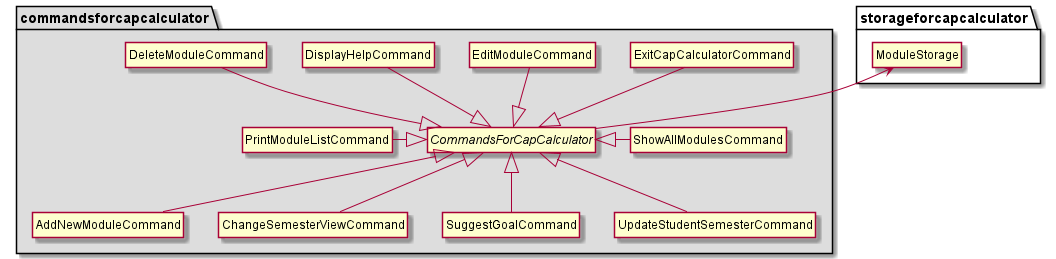 commandsforcapcalculator
storageforcapcalculator
DeleteModuleCommand
DisplayHelpCommand
EditModuleCommand
ExitCapCalculatorCommand
ModuleStorage
PrintModuleListCommand
CommandsForCapCalculator
ShowAllModulesCommand
AddNewModuleCommand
ChangeSemesterViewCommand
SuggestGoalCommand
UpdateStudentSemesterCommand